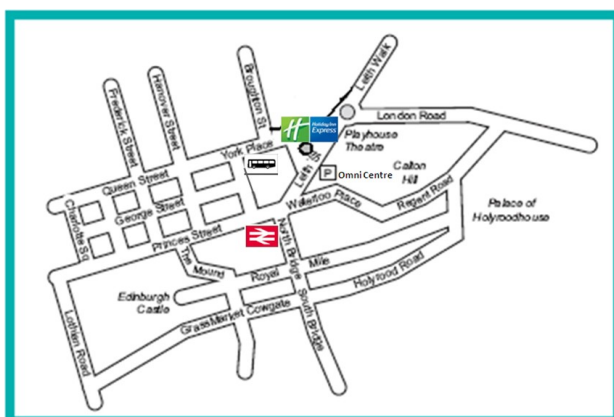 Leith Walk
Broughton St
Hanover Street
Frederick Street
London Road
H Holiday Inn
Express
York Place
Playhouse
Theatre
Leith St
P Omni Centre
Calton
Hill
Queen Street
George Street
Charlotte Sq
Waterloo Place
Regent Road
Palace of
Holyroodhouse
Princes Street
North Bridge
The Mound
Royal Mile
Holyrood Road
Edinburgh
Castle
GrassMarket Cowgate
South Bridge
Lothian Road